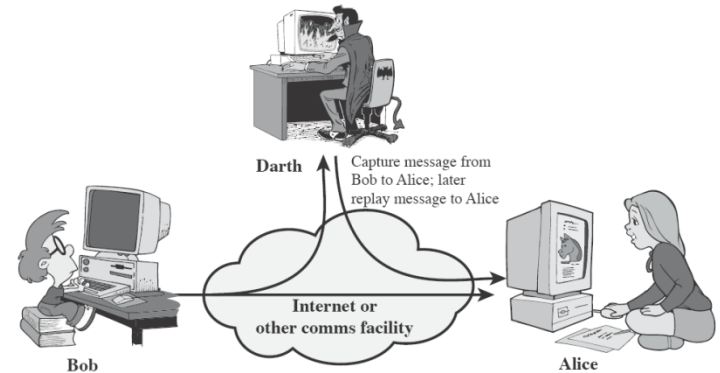 Darth
Capture message from
Bob to Alice; later
replay message to Alice
Internet or
other comms facility
Bob
Alice